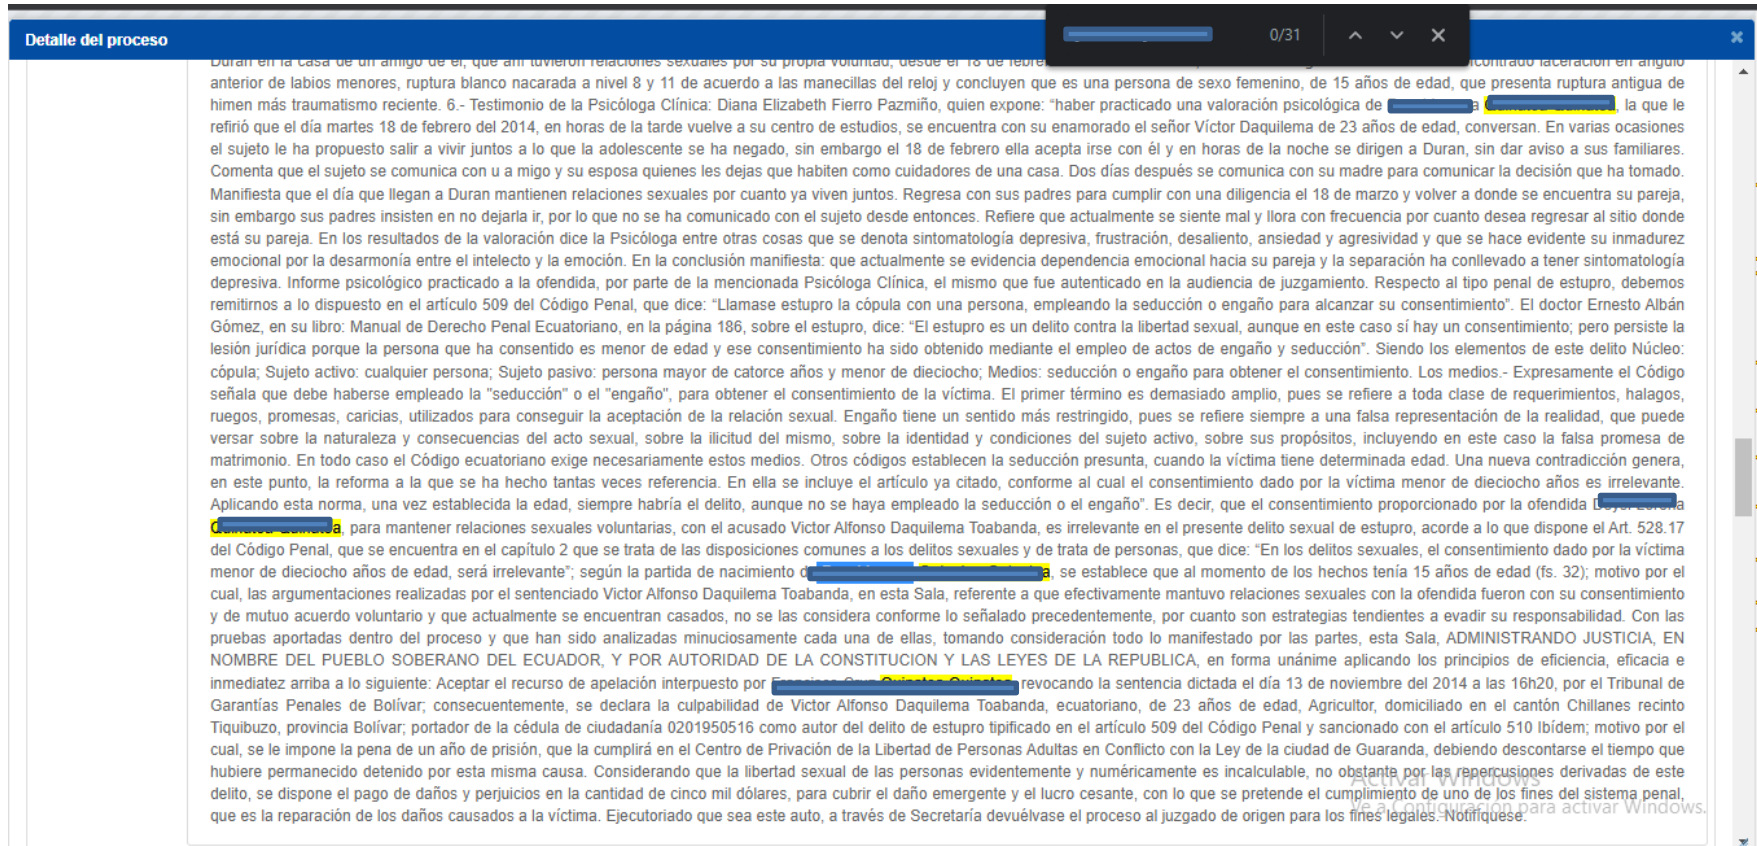 Detalle del proceso
0/31
anterior de labios menores, ruptura blanco nacarada a nivel 8 y 11 de acuerdo a las manecillas del reloj y concluyen que es una persona de sexo femenino, de 15 años de edad, que presenta ruptura antigua de
himen más traumatismo reciente. 6.- Testimonio de la Psicóloga Clínica: Diana Elizabeth Fierro Pazmiño, quien expone: “haber practicado una valoración psicológica de , la que le
refirió que el día martes 18 de febrero del 2014, en horas de la tarde vuelve a su centro de estudios, se encuentra con su enamorado el señor Víctor Daquilema de 23 años de edad, conversan. En varias ocasiones
el sujeto le ha propuesto salir a vivir juntos a lo que la adolescente se ha negado, sin embargo el 18 de febrero ella acepta irse con él y en horas de la noche se dirigen a Duran, sin dar aviso a sus familiares.
Comenta que el sujeto se comunica con u a migo y su esposa quienes les dejas que habiten como cuidadores de una casa. Dos días después se comunica con su madre para comunicar la decisión que ha tomado.
Manifiesta que el día que llegan a Duran mantienen relaciones sexuales por cuanto ya viven juntos. Regresa con sus padres para cumplir con una diligencia el 18 de marzo y volver a donde se encuentra su pareja,
sin embargo sus padres insisten en no dejarla ir, por lo que no se ha comunicado con el sujeto desde entonces. Refiere que actualmente se siente mal y llora con frecuencia por cuanto desea regresar al sitio donde
está su pareja. En los resultados de la valoración dice la Psicóloga entre otras cosas que se denota sintomatología depresiva, frustración, desaliento, ansiedad y agresividad y que se hace evidente su inmadurez
emocional por la desarmonía entre el intelecto y la emoción. En la conclusión manifiesta: que actualmente se evidencia dependencia emocional hacia su pareja y la separación ha conllevado a tener sintomatología
depresiva. Informe psicológico practicado a la ofendida, por parte de la mencionada Psicóloga Clínica, el mismo que fue autenticado en la audiencia de juzgamiento. Respecto al tipo penal de estupro, debemos
remitirnos a lo dispuesto en el artículo 509 del Código Penal, que dice: “Llamase estupro la cópula con una persona, empleando la seducción o engaño para alcanzar su consentimiento”. El doctor Ernesto Albán
Gómez, en su libro: Manual de Derecho Penal Ecuatoriano, en la página 186, sobre el estupro, dice: “El estupro es un delito contra la libertad sexual, aunque en este caso sí hay un consentimiento; pero persiste la
lesión jurídica porque la persona que ha consentido es menor de edad y ese consentimiento ha sido obtenido mediante el empleo de actos de engaño y seducción”. Siendo los elementos de este delito Núcleo:
cópula; Sujeto activo: cualquier persona; Sujeto pasivo: persona mayor de catorce años y menor de dieciocho; Medios: seducción o engaño para obtener el consentimiento. Los medios.- Expresamente el Código
señala que debe haberse empleado la "seducción" o el "engaño", para obtener el consentimiento de la víctima. El primer término es demasiado amplio, pues se refiere a toda clase de requerimientos, halagos,
ruegos, promesas, caricias, utilizados para conseguir la aceptación de la relación sexual. Engaño tiene un sentido más restringido, pues se refiere siempre a una falsa representación de la realidad, que puede
versar sobre la naturaleza y consecuencias del acto sexual, sobre la ilicitud del mismo, sobre la identidad y condiciones del sujeto activo, sobre sus propósitos, incluyendo en este caso la falsa promesa de
matrimonio. En todo caso el Código ecuatoriano exige necesariamente estos medios. Otros códigos establecen la seducción presunta, cuando la víctima tiene determinada edad. Una nueva contradicción genera,
en este punto, la reforma a la que se ha hecho tantas veces referencia. En ella se incluye el artículo ya citado, conforme al cual el consentimiento dado por la víctima menor de dieciocho años es irrelevante.
Aplicando esta norma, una vez establecida la edad, siempre habría el delito, aunque no se haya empleado la seducción o el engaño”. Es decir, que el consentimiento proporcionado por la ofendida
, para mantener relaciones sexuales voluntarias, con el acusado Victor Alfonso Daquilema Toabanda, es irrelevante en el presente delito sexual de estupro, acorde a lo que dispone el Art. 528.17
del Código Penal, que se encuentra en el capítulo 2 que se trata de las disposiciones comunes a los delitos sexuales y de trata de personas, que dice: “En los delitos sexuales, el consentimiento dado por la víctima
menor de dieciocho años de edad, será irrelevante”; según la partida de nacimiento , se establece que al momento de los hechos tenía 15 años de edad (fs. 32); motivo por el
cual, las argumentaciones realizadas por el sentenciado Victor Alfonso Daquilema Toabanda, en esta Sala, referente a que efectivamente mantuvo relaciones sexuales con la ofendida fueron con su consentimiento
y de mutuo acuerdo voluntario y que actualmente se encuentran casados, no se las considera conforme lo señalado precedentemente, por cuanto son estrategias tendientes a evadir su responsabilidad. Con las
pruebas aportadas dentro del proceso y que han sido analizadas minuciosamente cada una de ellas, tomando consideración todo lo manifestado por las partes, esta Sala, ADMINISTRANDO JUSTICIA, EN
NOMBRE DEL PUEBLO SOBERANO DEL ECUADOR, Y POR AUTORIDAD DE LA CONSTITUCION Y LAS LEYES DE LA REPUBLICA, en forma unánime aplicando los principios de eficiencia, eficacia e
inmediatez arriba a lo siguiente: Aceptar el recurso de apelación interpuesto por revocando la sentencia dictada el día 13 de noviembre del 2014 a las 16h20, por el Tribunal de
Garantías Penales de Bolívar; consecuentemente, se declara la culpabilidad de Victor Alfonso Daquilema Toabanda, ecuatoriano, de 23 años de edad, Agricultor, domiciliado en el cantón Chillanes recinto
Tiquibuzo, provincia Bolívar; portador de la cédula de ciudadanía 0201950516 como autor del delito de estupro tipificado en el artículo 509 del Código Penal y sancionado con el artículo 510 Ibídem; motivo por el
cual, se le impone la pena de un año de prisión, que la cumplirá en el Centro de Privación de la Libertad de Personas Adultas en Conflicto con la Ley de la ciudad de Guaranda, debiendo descontarse el tiempo que
hubiere permanecido detenido por esta misma causa. Considerando que la libertad sexual de las personas evidentemente y numéricamente es incalculable, no obstante por las repercusiones derivadas de este
delito, se dispone el pago de daños y perjuicios en la cantidad de cinco mil dólares, para cubrir el daño emergente y el lucro cesante, con lo que se pretende el cumplimiento de uno de los fines del sistema penal,
que es la reparación de los daños causados a la víctima. Ejecutoriado que sea este auto, a través de Secretaría devuélvase el proceso al juzgado de origen para los fines legales. Notifíquese.
Activar Windows
Ve a Configuración para activar Windows.